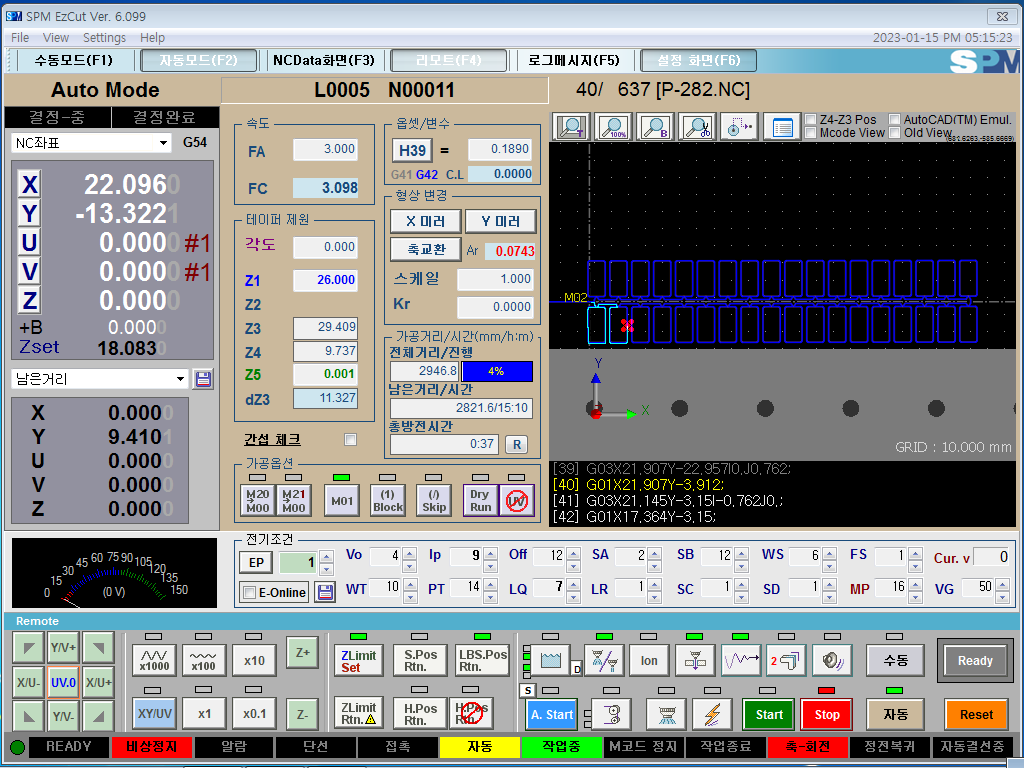 SPM EzCut Ver. 6.099
File View Settings Help
2023-01-15 PM 05:15:23
수동모드(F1) 자동모드(F2) NCData화면(F3) 리모트(F4) 로그메시지(F5) 설정 화면(F6) SPM
Auto Mode
L0005 N00011
40/ 637 [P-282.NC]
결정-중 결정완료
NC좌표 G54
X 22.0960
Y -13.3221
U 0.0000 #1
V 0.0000 #1
Z 0.0000
+B 0.0000
Zset 18.0830
남은거리
X 0.0000
Y 9.4101
U 0.0000
V 0.0000
Z 0.0000
속도
FA 3.000
FC 3.098
테이퍼 제원
각도 0.000
Z1 26.000
Z2
Z3 29.409
Z4 9.737
Z5 0.001
dZ3 11.327
간섭 체크
옵셋/변수
H39 = 0.1890
G41 G42 C.L 0.0000
형상 변경
X 미러 Y 미러
축교환 Ar 0.0743
스케일 1.000
Kr 0.0000
가공거리/시간(mm/h:m)
전체거리/진행
2946.8 4%
남은거리/시간
2821.6/15:10
총방전시간
0:37 R
가공옵션
M20 M00
M21 M00
M01
(1) Block
(/) Skip
Dry Run
UV
T 100% B
Z4-Z3 Pos AutoCAD(TM) Emul.
Mcode View Old View
M02
Y
X
GRID : 10.000 mm
[39] G03X21,907Y-22,957I0,J0,762;
[40] G01X21,907Y-3,912;
[41] G03X21,145Y-3,15I-0,762J0,;
[42] G01X17,364Y-3,15;
0 15 30 45 60 75 90 105 120 135 150
(0 V)
전기조건
EP 1 Vo 4 Ip 9 Off 12 SA 2 SB 12 WS 6 FS 1 Cur. v 0
E-Online WT 10 PT 14 LQ 7 LR 1 SC 1 SD 1 MP 16 VG 50
Remote
Y/V+
X/U- UV.0 X/U+
Y/V-
x1000 x100 x10 Z+
XY/UV x1 x0.1 Z-
ZLimit Set S.Pos Rtn. LBS.Pos Rtn.
ZLimit Rtn. H.Pos Rtn. H.Pos Rtn.
D Ion 2 수동 Ready
S A. Start Start Stop 자동 Reset
READY 비상정지 알람 단선 접촉 자동 작업중 M코드 정지 작업종료 축-회전 정전복귀 자동결선중